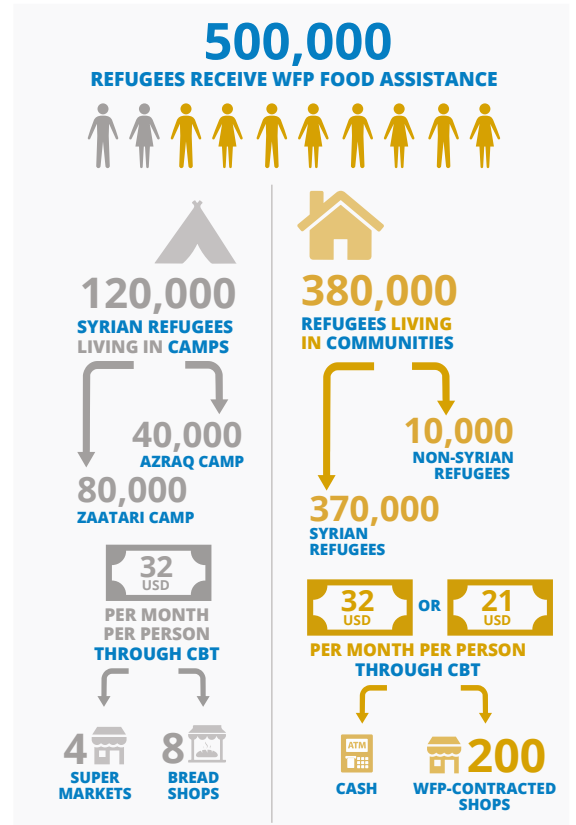 500,000
REFUGEES RECEIVE WFP FOOD ASSISTANCE
120,000
SYRIAN REFUGEES
LIVING IN CAMPS
40,000
AZRAQ CAMP
80,000
ZAATARI CAMP
32
USD
PER MONTH
PER PERSON
THROUGH CBT
4
SUPER
MARKETS
8
BREAD
SHOPS
380,000
REFUGEES LIVING
IN COMMUNITIES
10,000
NON-SYRIAN
REFUGEES
370,000
SYRIAN
REFUGEES
32
USD
OR
21
USD
PER MONTH PER PERSON
THROUGH CBT
ATM
CASH
200
WFP-CONTRACTED
SHOPS